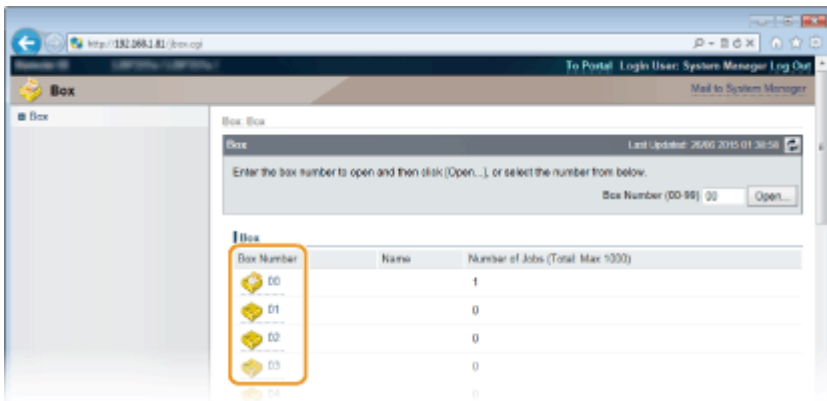 http://192.168.1.81/jbox.cgi
To Portal Login User: System Manager Log Out
Box
Mail to System Manager
Box
Box: Box
Box
Last Updated: 26/06 2015 01:38:58
Enter the box number to open and then click [Open...], or select the number from below.
Box Number (00-99) 00 Open...
Box
Box Number Name Number of Jobs (Total: Max 1000)
00 1
01 0
02 0
03 0
04 0